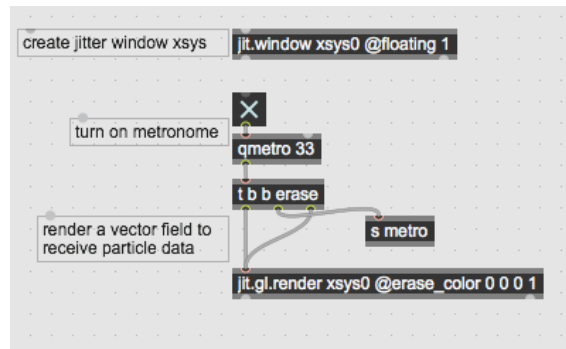 create jitter window xsys
jit.window xsys0 @floating 1
turn on metronome
qmetro 33
t b b erase
render a vector field to
receive particle data
s metro
jit.gl.render xsys0 @erase_color 0 0 0 1